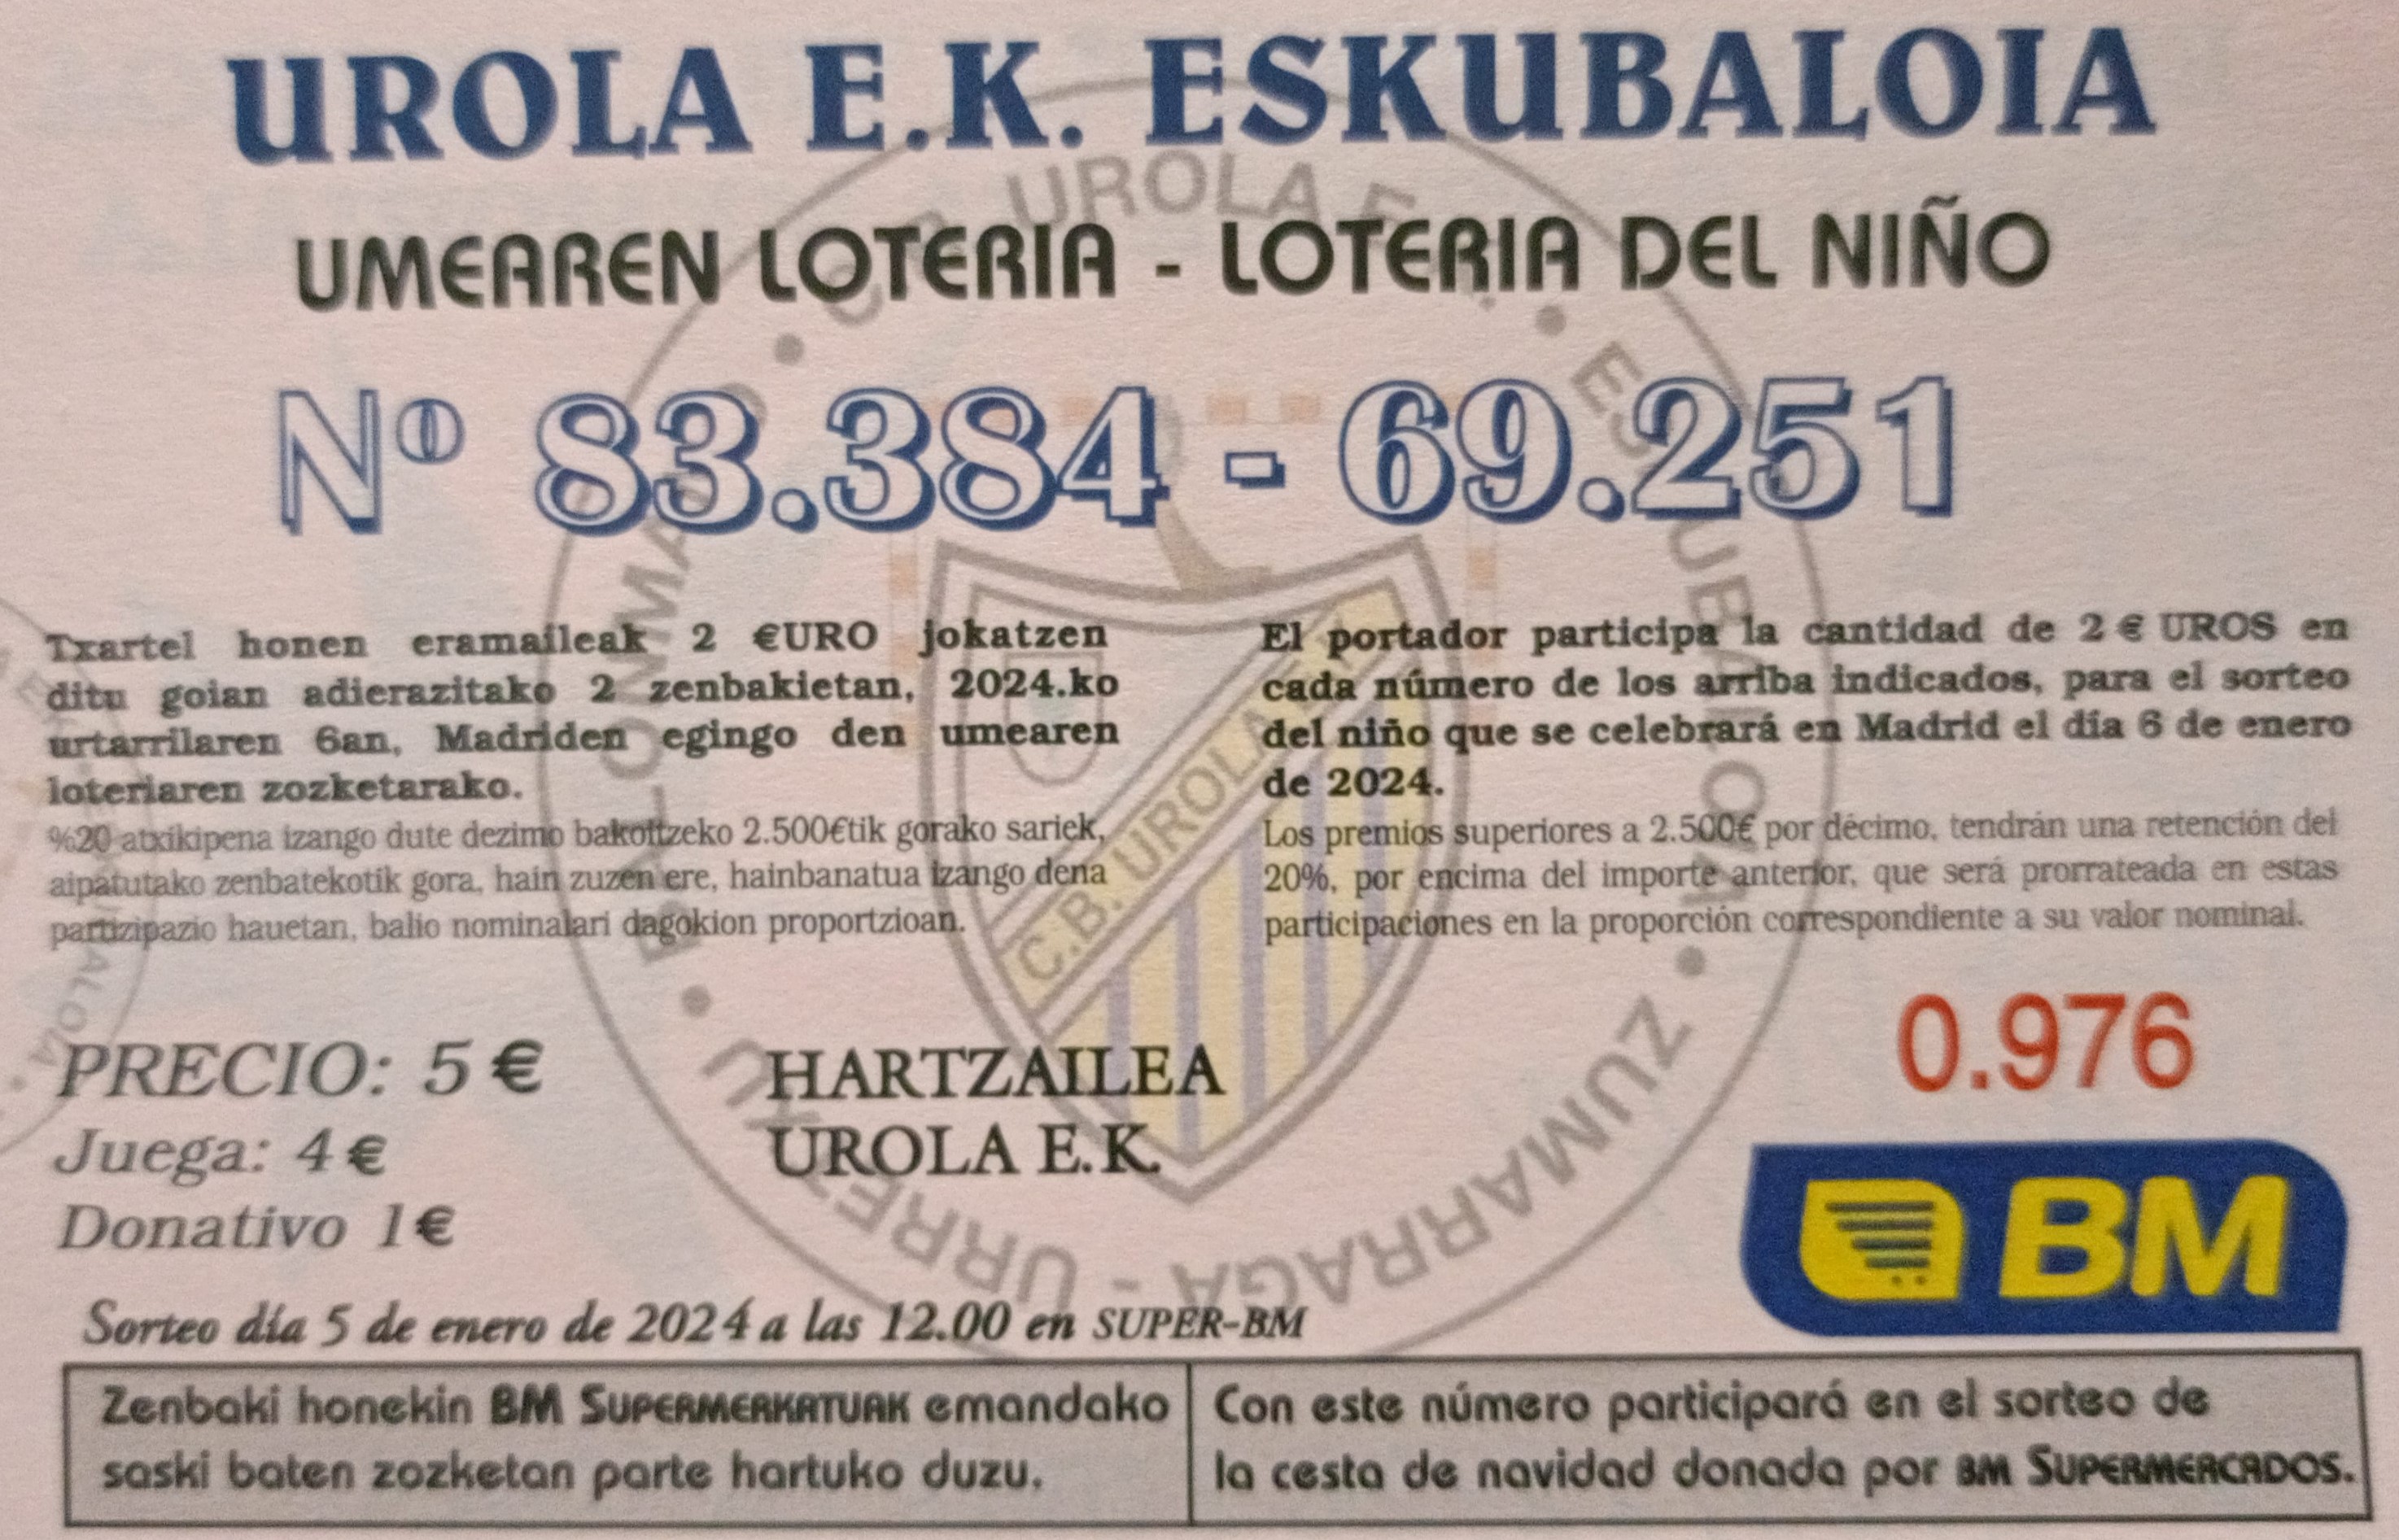 UROLA E.K. ESKUBALOIA
UMEAREN LOTERIA - LOTERIA DEL NIÑO
Nº 83.384 - 69.251
Txartel honen eramaileak 2 €URO jokatzen
ditu goian adierazitako 2 zenbakietan, 2024.ko
urtarrilaren 6an, Madriden egingo den umearen
loteriaren zozketarako.
%20 atxikipena izango dute dezimo bakoitzeko 2.500€tik gorako sariek,
aipatutako zenbatekotik gora, hain zuzen ere, hainbanatua izango dena
partizipazio hauetan, balio nominalari dagokion proportzioan.
El portador participa la cantidad de 2 € UROS en
cada número de los arriba indicados, para el sorteo
del niño que se celebrará en Madrid el día 6 de enero
de 2024.
Los premios superiores a 2.500€ por décimo, tendrán una retención del
20%, por encima del importe anterior, que será prorrateada en estas
participaciones en la proporción correspondiente a su valor nominal.
PRECIO: 5 €
Juega: 4 €
Donativo 1 €
HARTZAILEA
UROLA E.K.
0.976
BM
Sorteo día 5 de enero de 2024 a las 12.00 en SUPER-BM
Zenbaki honekin BM SUPERMERKATUAK emandako
saski baten zozketan parte hartuko duzu.
Con este número participará en el sorteo de
la cesta de navidad donada por BM SUPERMERCADOS.
C.B. UROLA E.K.
ZUMARRAGA - URRETXU